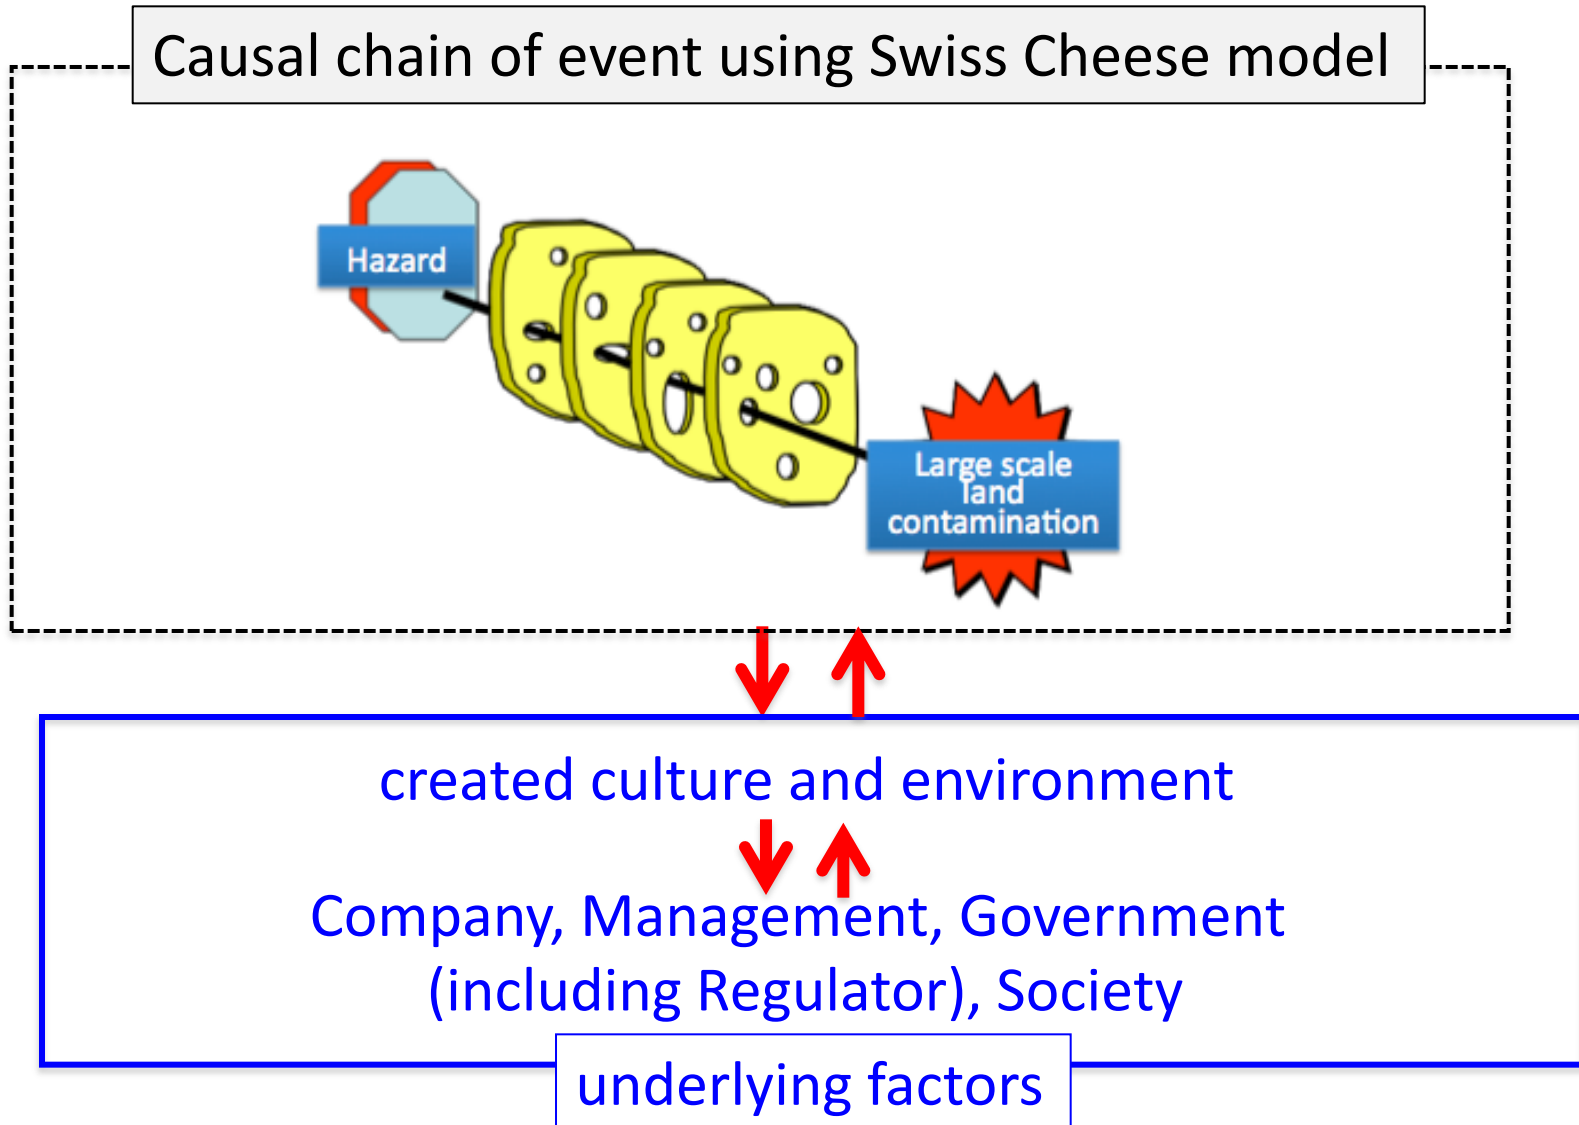 Causal chain of event using Swiss Cheese model
Hazard
Large scale
land
contamination
created culture and environment
Company, Management, Government
(including Regulator), Society
underlying factors